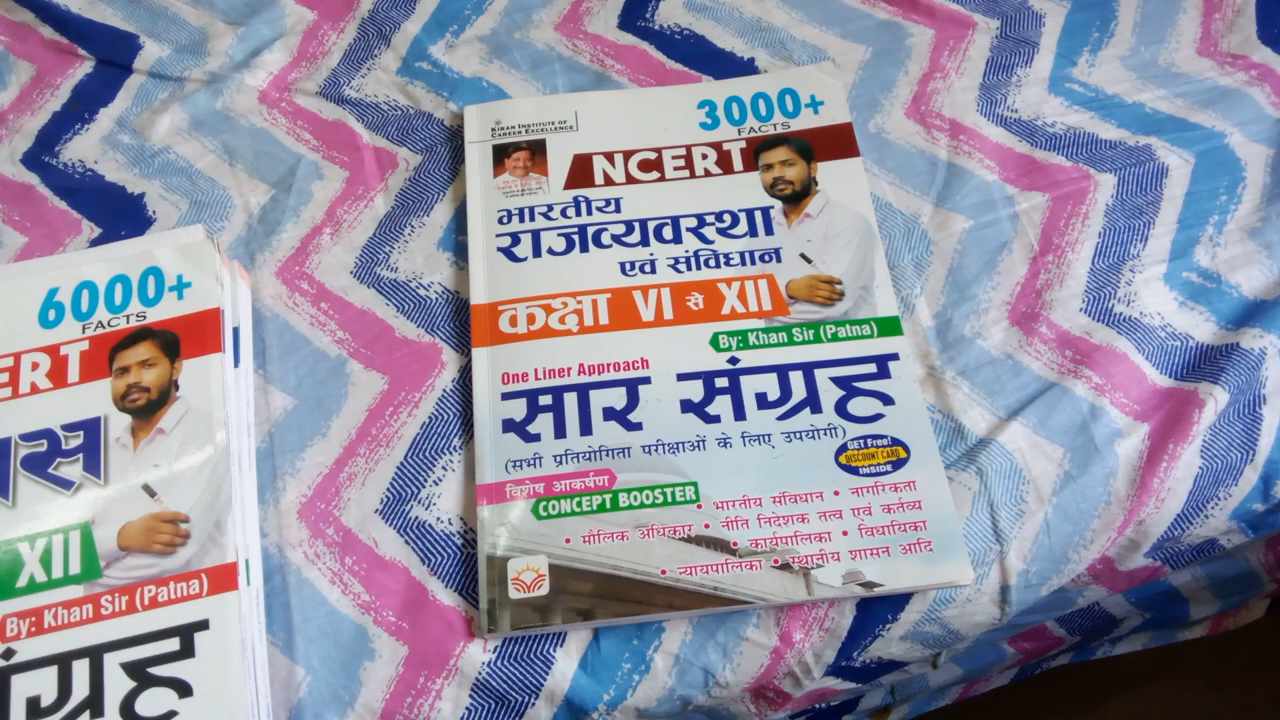 6000+
FACTS
ERT
XII
By: Khan Sir (Patna)
KIRAN INSTITUTE OF
CAREER EXCELLENCE
3000+
FACTS
NCERT
भारतीय
राजव्यवस्था
एवं संविधान
कक्षा VI से XII
By: Khan Sir (Patna)
One Liner Approach
सार संग्रह
(सभी प्रतियोगिता परीक्षाओं के लिए उपयोगी)
GET Free!
DISCOUNT CARD
INSIDE
विशेष आकर्षण
CONCEPT BOOSTER
• भारतीय संविधान • नागरिकता
• मौलिक अधिकार • नीति निदेशक तत्व एवं कर्तव्य
• कार्यपालिका • विधायिका
• न्यायपालिका • स्थानीय शासन आदि